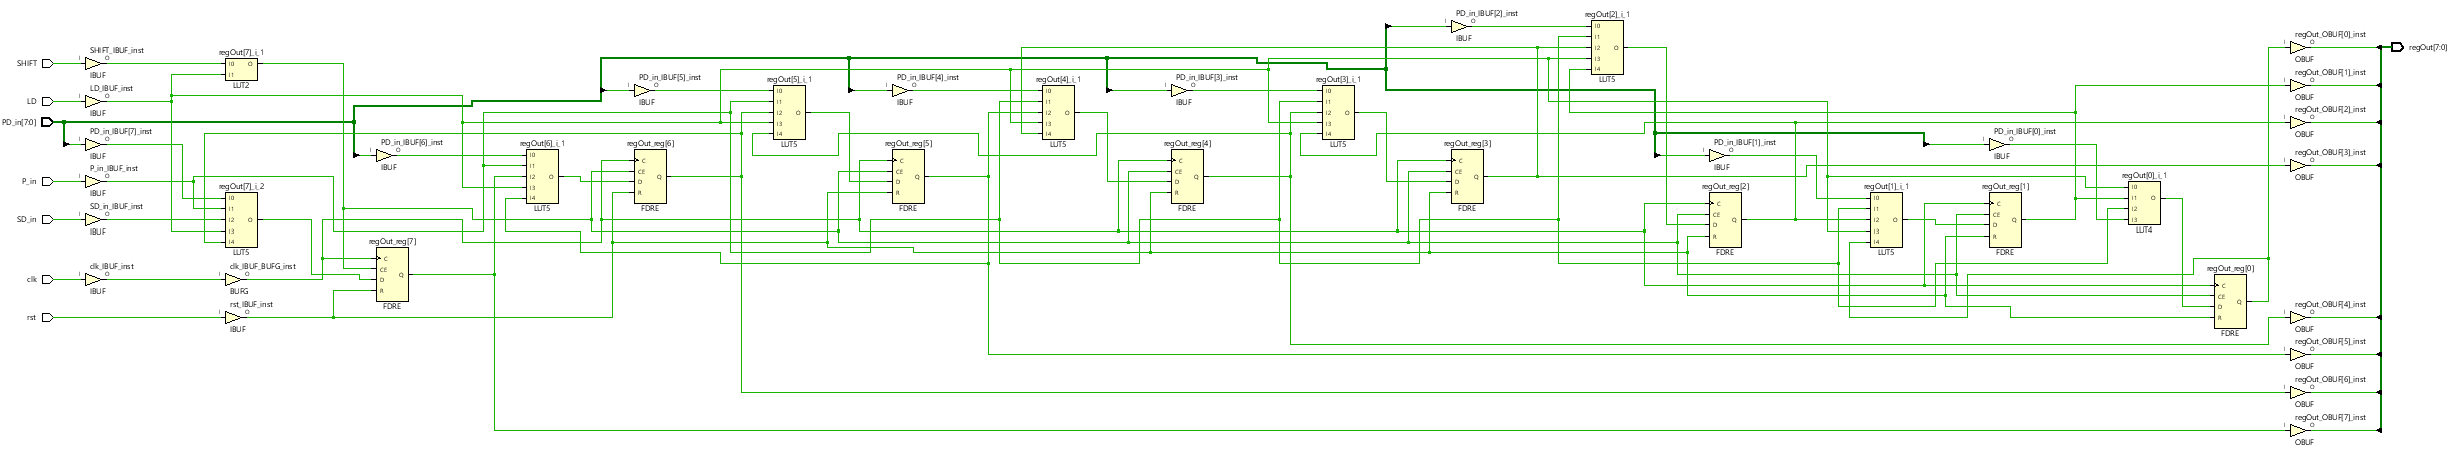 SHIFT
SHIFT_IBUF_inst
I
O
IBUF
regOut[7]_i_1
I0
I1
O
LUT2
LD
LD_IBUF_inst
I
O
IBUF
PD_in[7:0]
PD_in_IBUF[7]_inst
I
O
IBUF
P_in
P_in_IBUF_inst
I
O
IBUF
SD_in
SD_in_IBUF_inst
I
O
IBUF
regOut[7]_i_2
I0
I1
I2
I3
I4
O
LUT5
clk
clk_IBUF_inst
I
O
IBUF
clk_IBUF_BUFG_inst
I
O
BUFG
rst
rst_IBUF_inst
I
O
IBUF
regOut_reg[7]
C
CE
D
R
Q
FDRE
PD_in_IBUF[6]_inst
I
O
IBUF
regOut[6]_i_1
I0
I1
I2
I3
I4
O
LUT5
regOut_reg[6]
C
CE
D
R
Q
FDRE
PD_in_IBUF[5]_inst
I
O
IBUF
regOut[5]_i_1
I0
I1
I2
I3
I4
O
LUT5
regOut_reg[5]
C
CE
D
R
Q
FDRE
PD_in_IBUF[4]_inst
I
O
IBUF
regOut[4]_i_1
I0
I1
I2
I3
I4
O
LUT5
regOut_reg[4]
C
CE
D
R
Q
FDRE
PD_in_IBUF[3]_inst
I
O
IBUF
regOut[3]_i_1
I0
I1
I2
I3
I4
O
LUT5
regOut_reg[3]
C
CE
D
R
Q
FDRE
PD_in_IBUF[2]_inst
I
O
IBUF
regOut[2]_i_1
I0
I1
I2
I3
I4
O
LUT5
regOut_reg[2]
C
CE
D
R
Q
FDRE
PD_in_IBUF[1]_inst
I
O
IBUF
regOut[1]_i_1
I0
I1
I2
I3
I4
O
LUT5
regOut_reg[1]
C
CE
D
R
Q
FDRE
PD_in_IBUF[0]_inst
I
O
IBUF
regOut[0]_i_1
I0
I1
I2
I3
O
LUT4
regOut_reg[0]
C
CE
D
R
Q
FDRE
regOut_OBUF[0]_inst
I
O
OBUF
regOut_OBUF[1]_inst
I
O
OBUF
regOut_OBUF[2]_inst
I
O
OBUF
regOut_OBUF[3]_inst
I
O
OBUF
regOut_OBUF[4]_inst
I
O
OBUF
regOut_OBUF[5]_inst
I
O
OBUF
regOut_OBUF[6]_inst
I
O
OBUF
regOut_OBUF[7]_inst
I
O
OBUF
regOut[7:0]